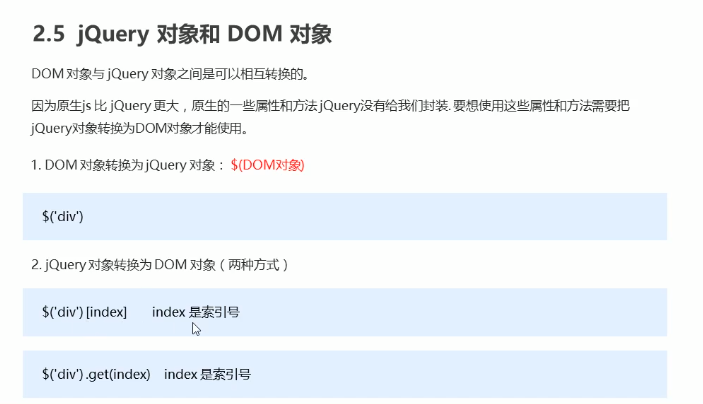 2.5 jQuery 对象和 DOM 对象
DOM 对象与 jQuery 对象之间是可以相互转换的。
因为原生js 比 jQuery 更大，原生的一些属性和方法 jQuery没有给我们封装. 要想使用这些属性和方法需要把
jQuery对象转换为DOM对象才能使用。
1. DOM 对象转换为 jQuery 对象： $(DOM对象)
$('div')
2. jQuery 对象转换为 DOM 对象（两种方式）
$('div') [index] index 是索引号
$('div') .get(index) index 是索引号